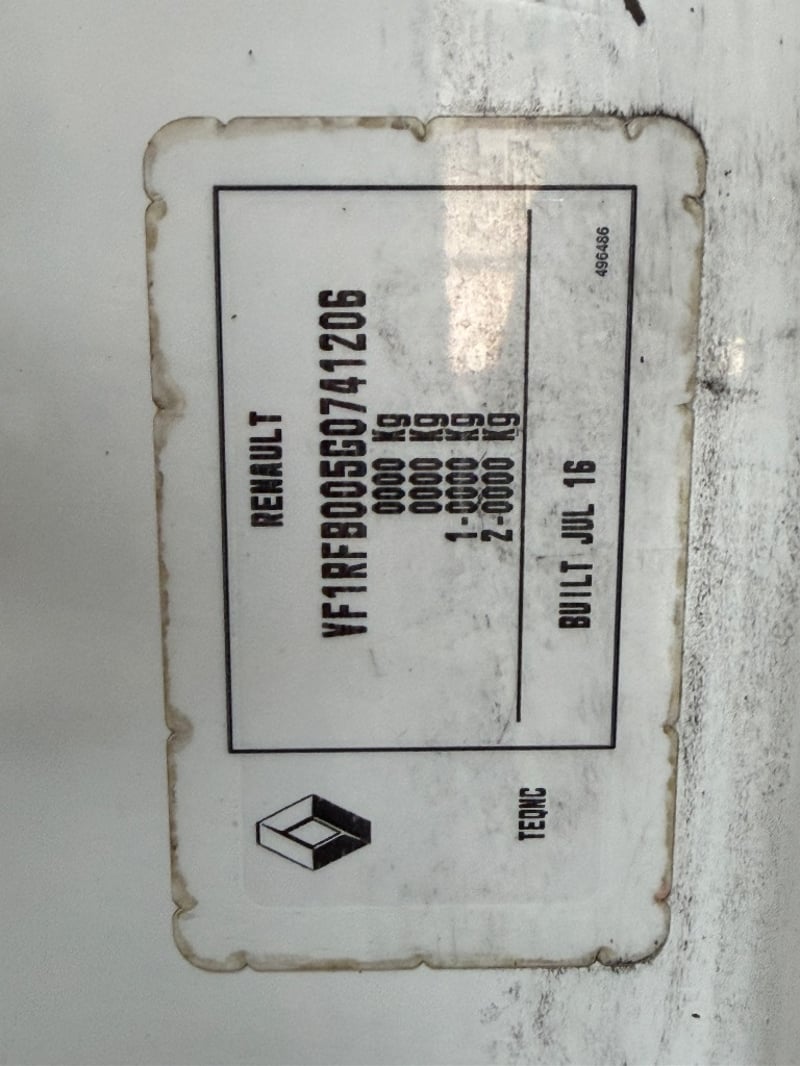 RENAULT
VF1RFB005G0741206
0000 Kg
0000 Kg
1-0000 Kg
2-0000 Kg
BUILT JUL 16
496486
TEQNC